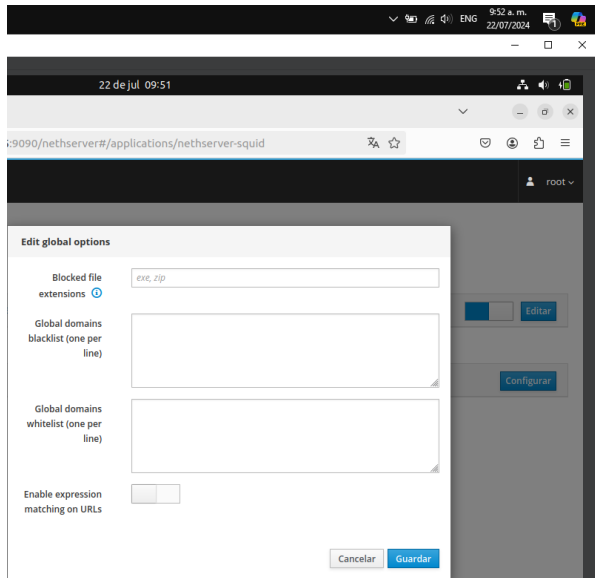 ENG
9:52 a. m.
22/07/2024
1
PRE
22 de jul 09:51
:9090/nethserver#/applications/nethserver-squid
root
Edit global options
Blocked file
extensions
exe, zip
Editar
Global domains
blacklist (one per
line)
Configurar
Global domains
whitelist (one per
line)
Enable expression
matching on URLs
Cancelar
Guardar